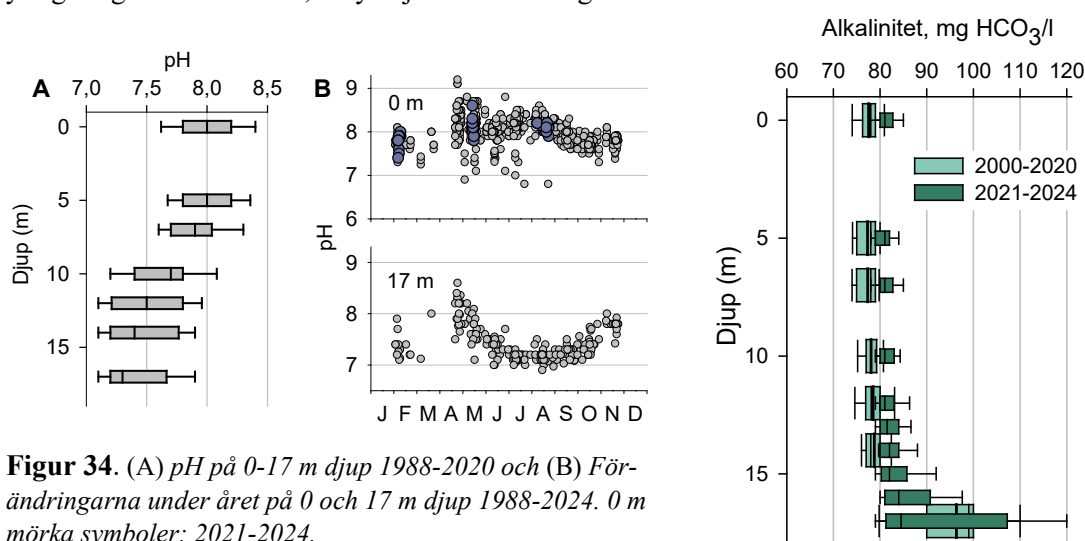 pH
A
7,0 7,5 8,0 8,5
0
5
10
15
Djup (m)
B
0 m
9
8
7
6
pH
17 m
9
8
7
J F M A M J J A S O N D
Figur 34. (A) pH på 0-17 m djup 1988-2020 och (B) För-
ändringarna under året på 0 och 17 m djup 1988-2024. 0 m
mörka symboler: 2021-2024.
Alkalinitet, mg HCO3/l
60 70 80 90 100 110 120
0
5
10
15
Djup (m)
2000-2020
2021-2024